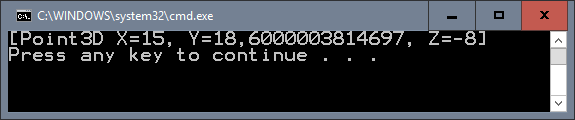 C:\WINDOWS\system32\cmd.exe
[Point3D X=15, Y=18,6000003814697, Z=-8]
Press any key to continue . . .